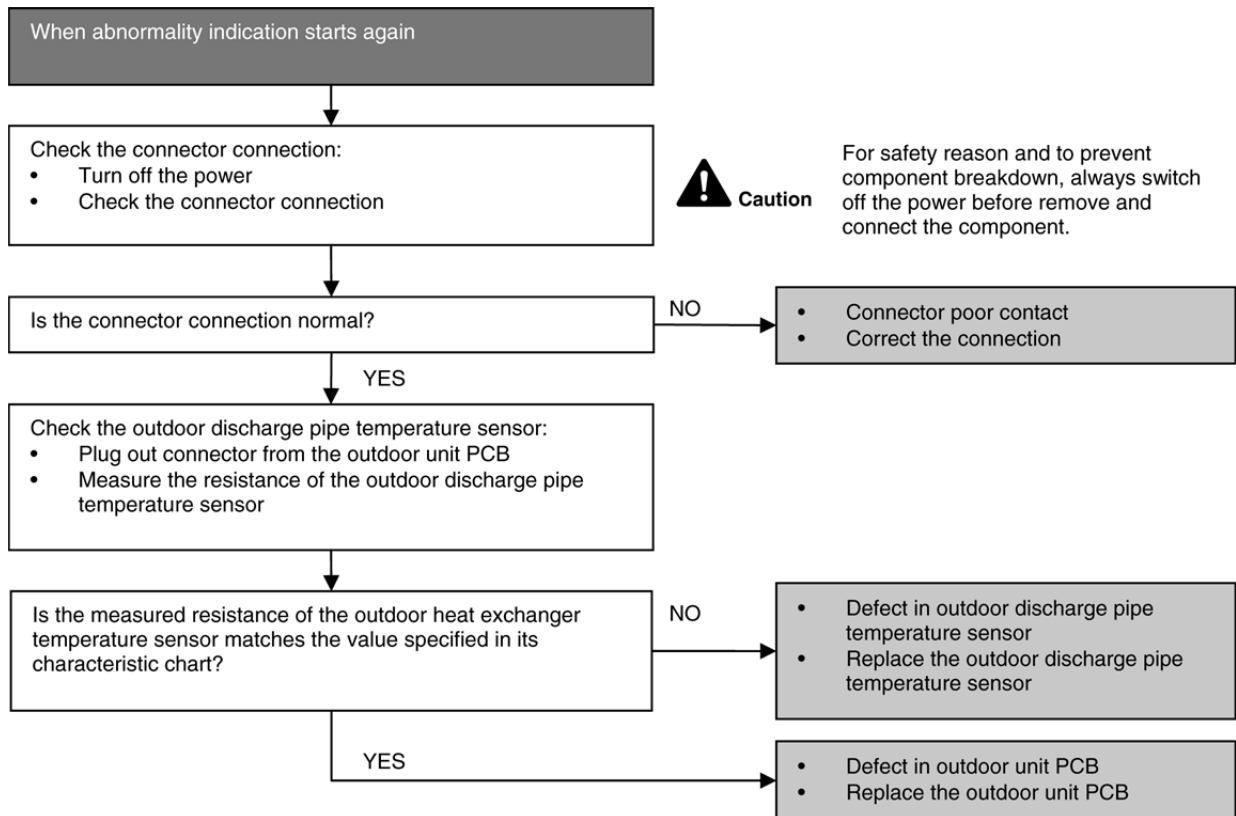 When abnormality indication starts again
Check the connector connection:
• Turn off the power
• Check the connector connection
Caution
For safety reason and to prevent
component breakdown, always switch
off the power before remove and
connect the component.
Is the connector connection normal?
NO
• Connector poor contact
• Correct the connection
YES
Check the outdoor discharge pipe temperature sensor:
• Plug out connector from the outdoor unit PCB
• Measure the resistance of the outdoor discharge pipe
temperature sensor
Is the measured resistance of the outdoor heat exchanger
temperature sensor matches the value specified in its
characteristic chart?
NO
• Defect in outdoor discharge pipe
temperature sensor
• Replace the outdoor discharge pipe
temperature sensor
YES
• Defect in outdoor unit PCB
• Replace the outdoor unit PCB